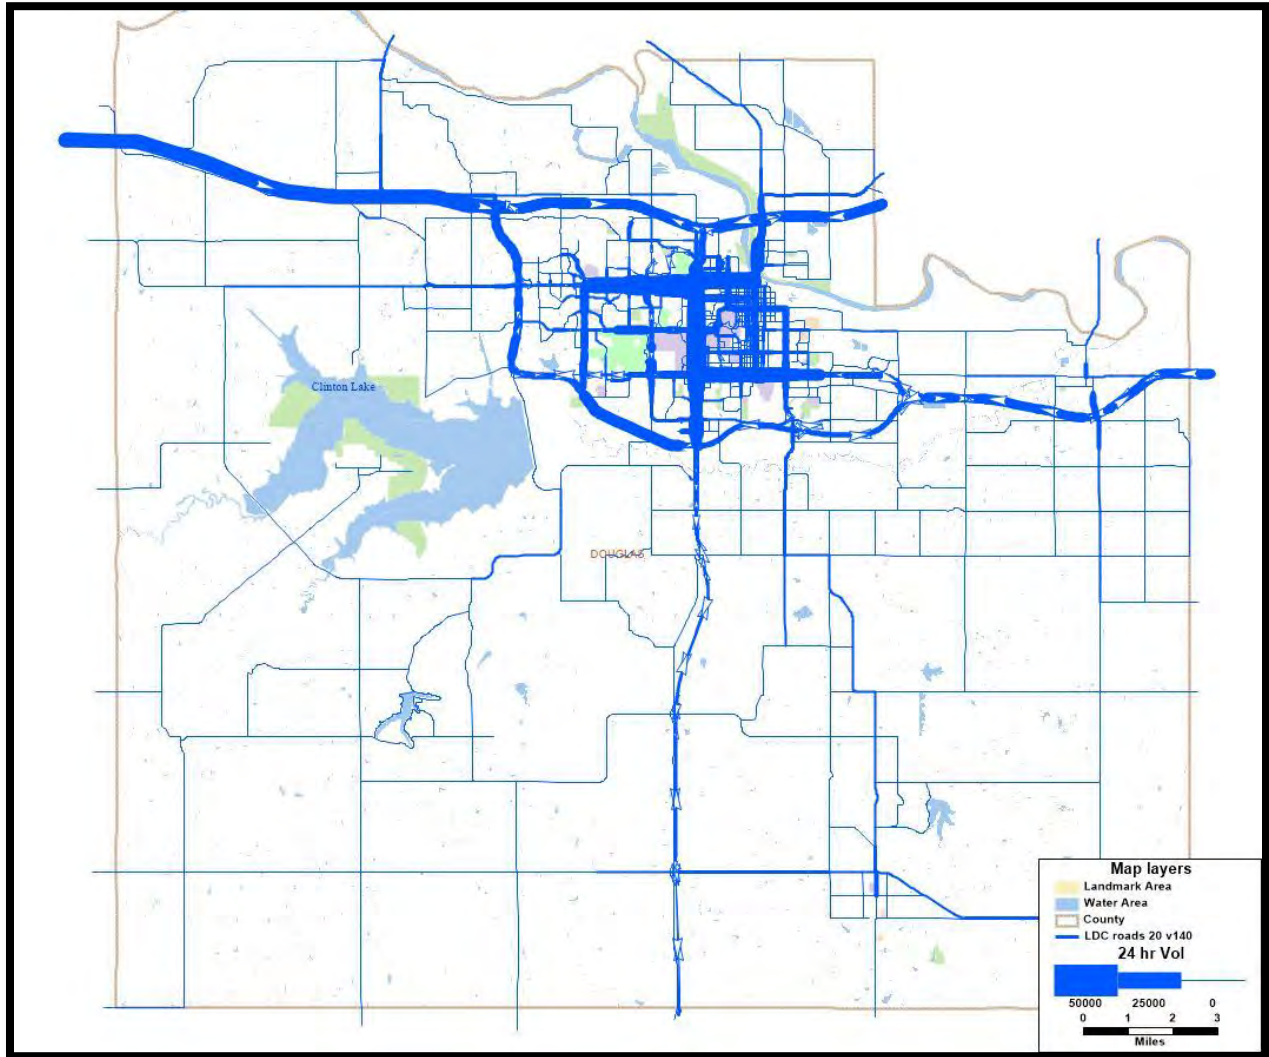 Clinton Lake
DOUGLAS
Map layers
Landmark Area
Water Area
County
LDC roads 20 v140
24 hr Vol
50000 25000 0
0 1 2 3
Miles